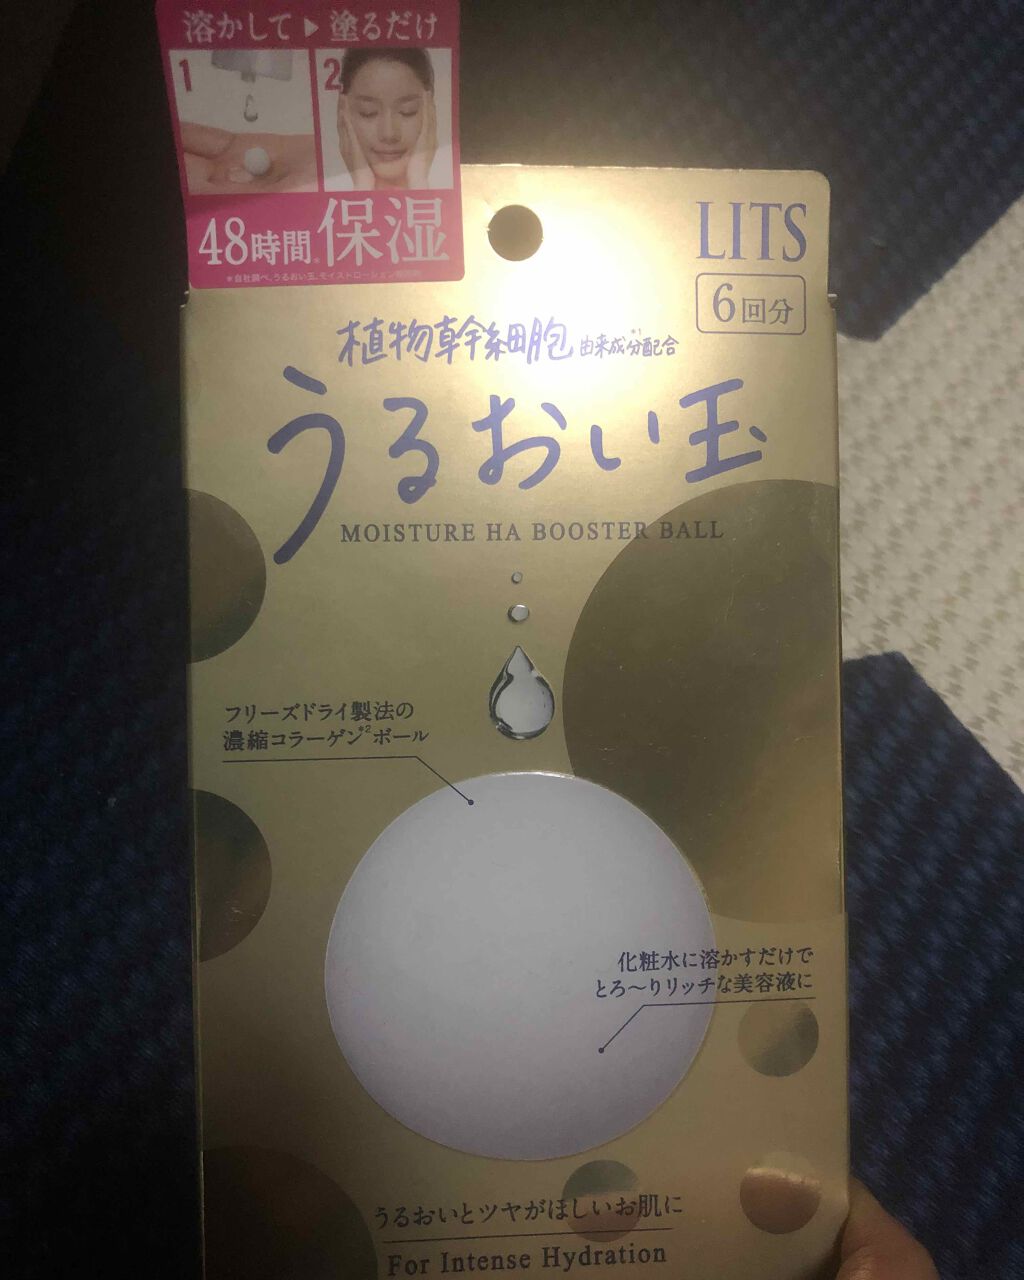 溶かして▶塗るだけ
1
2
48時間*保湿
*自社調べ。うるおい玉、モイストローション使用時
LITS
6回分
植物幹細胞由来成分配合*1
うるおい玉
MOISTURE HA BOOSTER BALL
フリーズドライ製法の
濃縮コラーゲン*2ボール
化粧水に溶かすだけで
とろ〜りリッチな美容液に
うるおいとツヤがほしいお肌に
For Intense Hydration